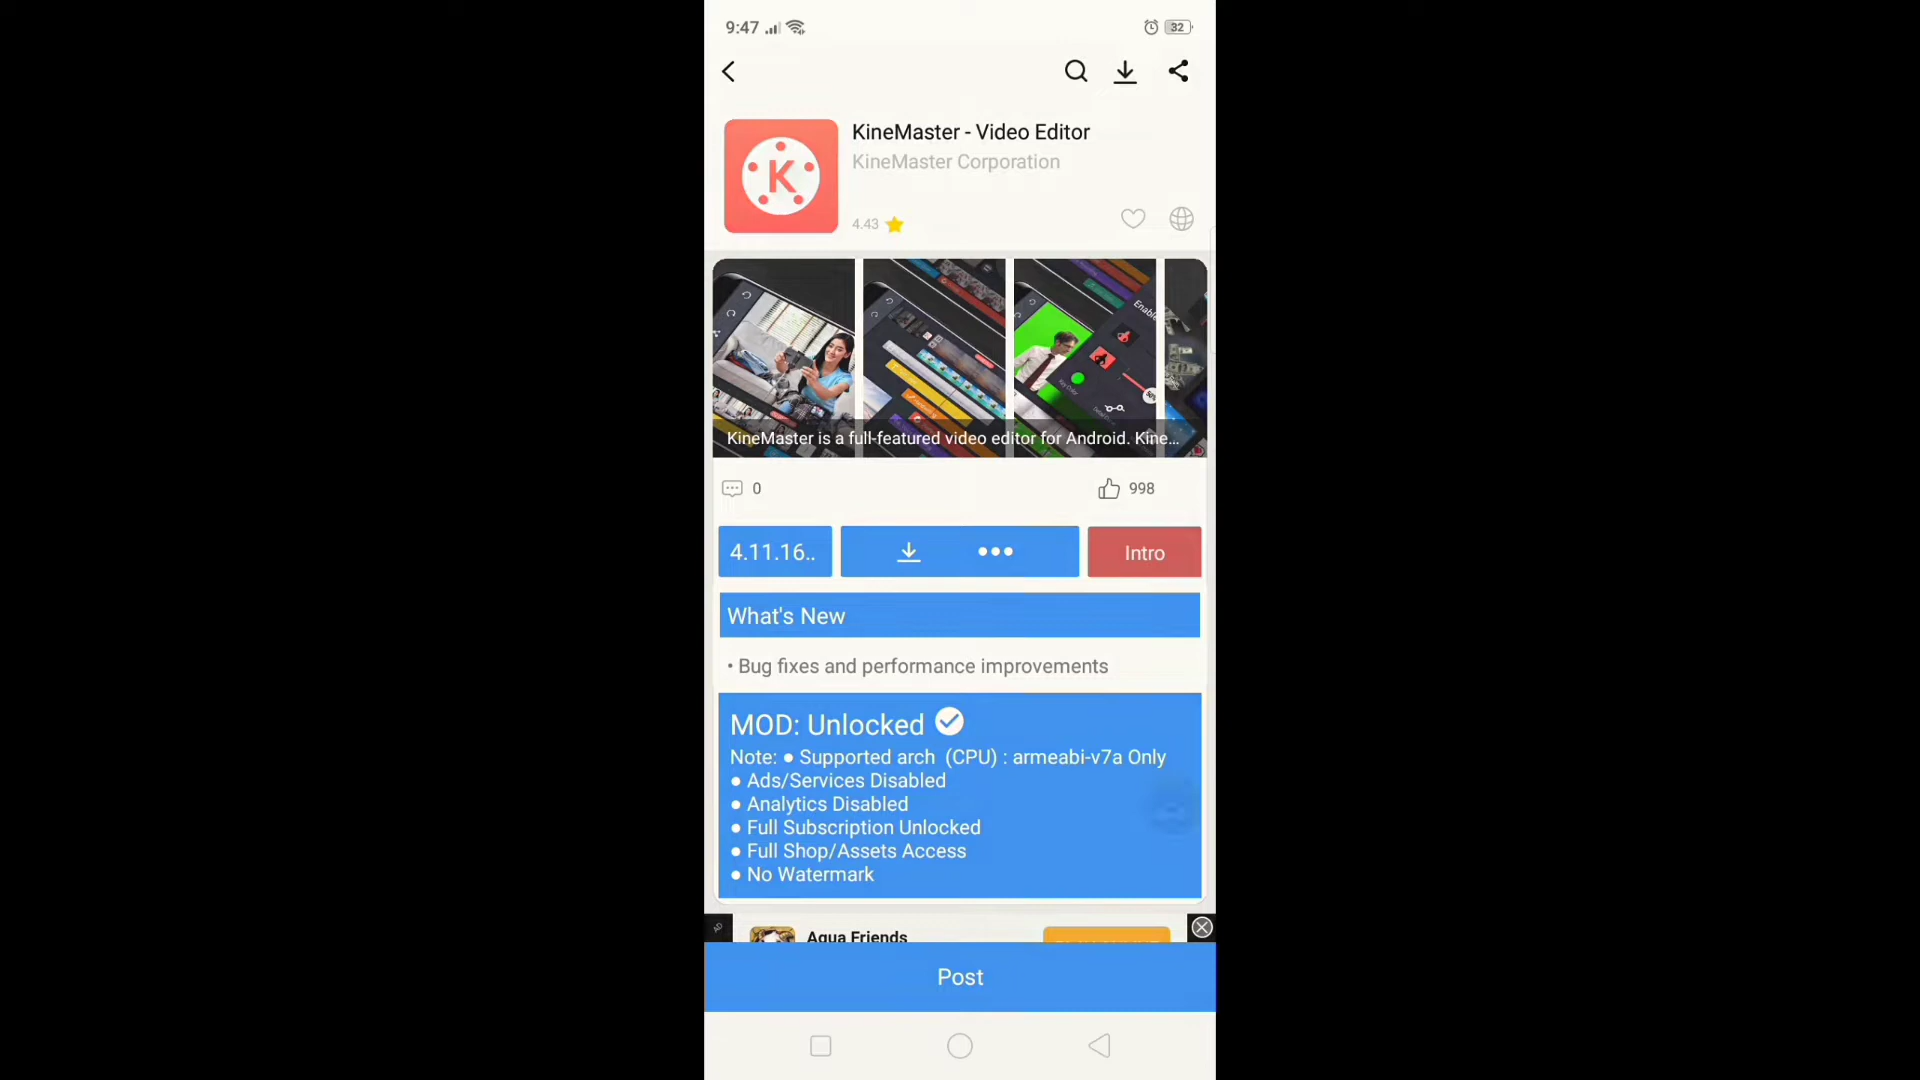 9:47
32
KineMaster - Video Editor
KineMaster Corporation
4.43
K
Enable
KineMaster is a full-featured video editor for Android. Kine...
0
998
4.11.16..
Intro
What's New
• Bug fixes and performance improvements
MOD: Unlocked
Note: ● Supported arch (CPU) : armeabi-v7a Only
● Ads/Services Disabled
● Analytics Disabled
● Full Subscription Unlocked
● Full Shop/Assets Access
● No Watermark
AD
Aqua Friends
Post